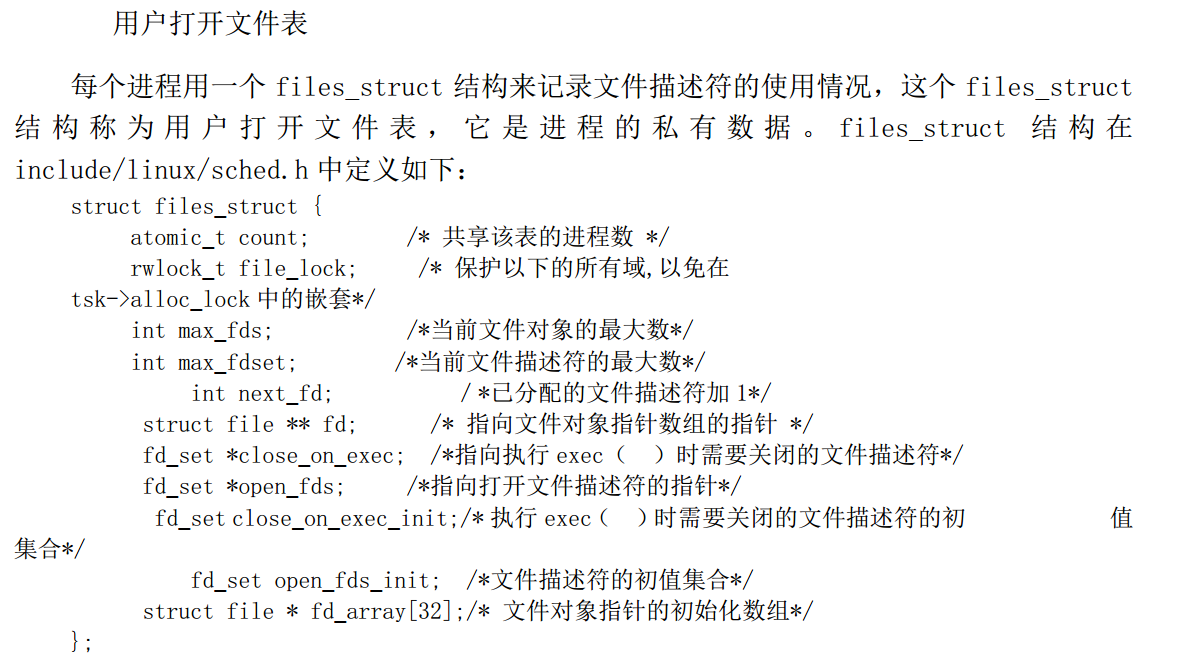 用户打开文件表
每个进程用一个 files_struct 结构来记录文件描述符的使用情况，这个 files_struct
结构称为用户打开文件表，它是进程的私有数据。files_struct 结构在
include/linux/sched.h 中定义如下：
struct files_struct {
atomic_t count; /* 共享该表的进程数 */
rwlock_t file_lock; /* 保护以下的所有域,以免在
tsk->alloc_lock 中的嵌套*/
int max_fds; /*当前文件对象的最大数*/
int max_fdset; /*当前文件描述符的最大数*/
int next_fd; / *已分配的文件描述符加 1*/
struct file ** fd; /* 指向文件对象指针数组的指针 */
fd_set *close_on_exec; /*指向执行 exec（ ）时需要关闭的文件描述符*/
fd_set *open_fds; /*指向打开文件描述符的指针*/
fd_set close_on_exec_init;/* 执行 exec（ ）时需要关闭的文件描述符的初 值
集合*/
fd_set open_fds_init; /*文件描述符的初值集合*/
struct file * fd_array[32];/* 文件对象指针的初始化数组*/
};